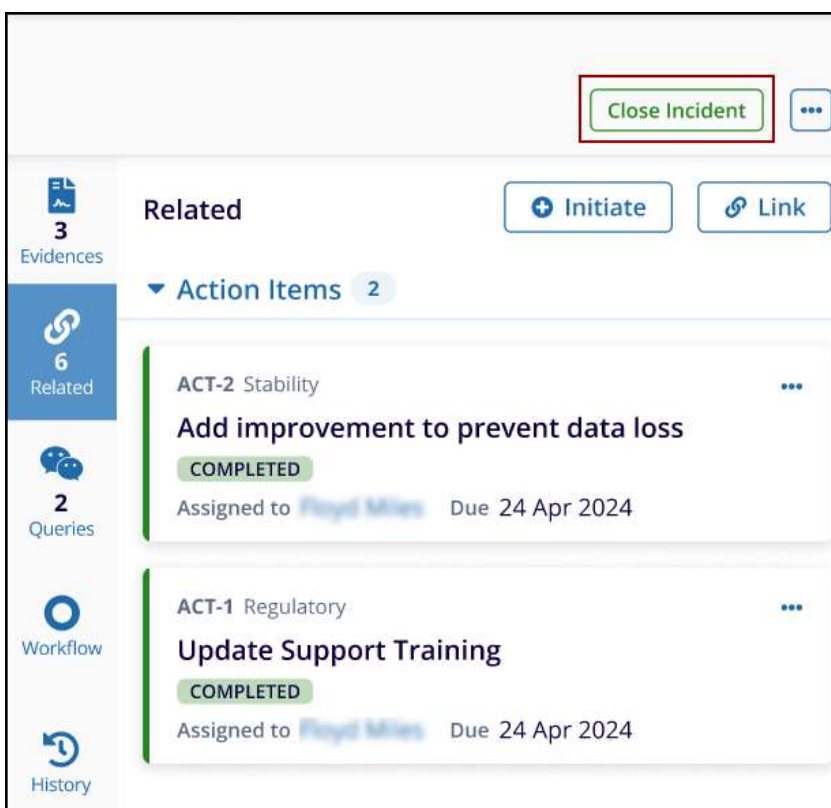 Close Incident
3
Evidences
Related
Initiate
Link
Action Items 2
6
Related
ACT-2 Stability
Add improvement to prevent data loss
COMPLETED
Assigned to
Due 24 Apr 2024
2
Queries
ACT-1 Regulatory
Update Support Training
COMPLETED
Assigned to
Due 24 Apr 2024
Workflow
History